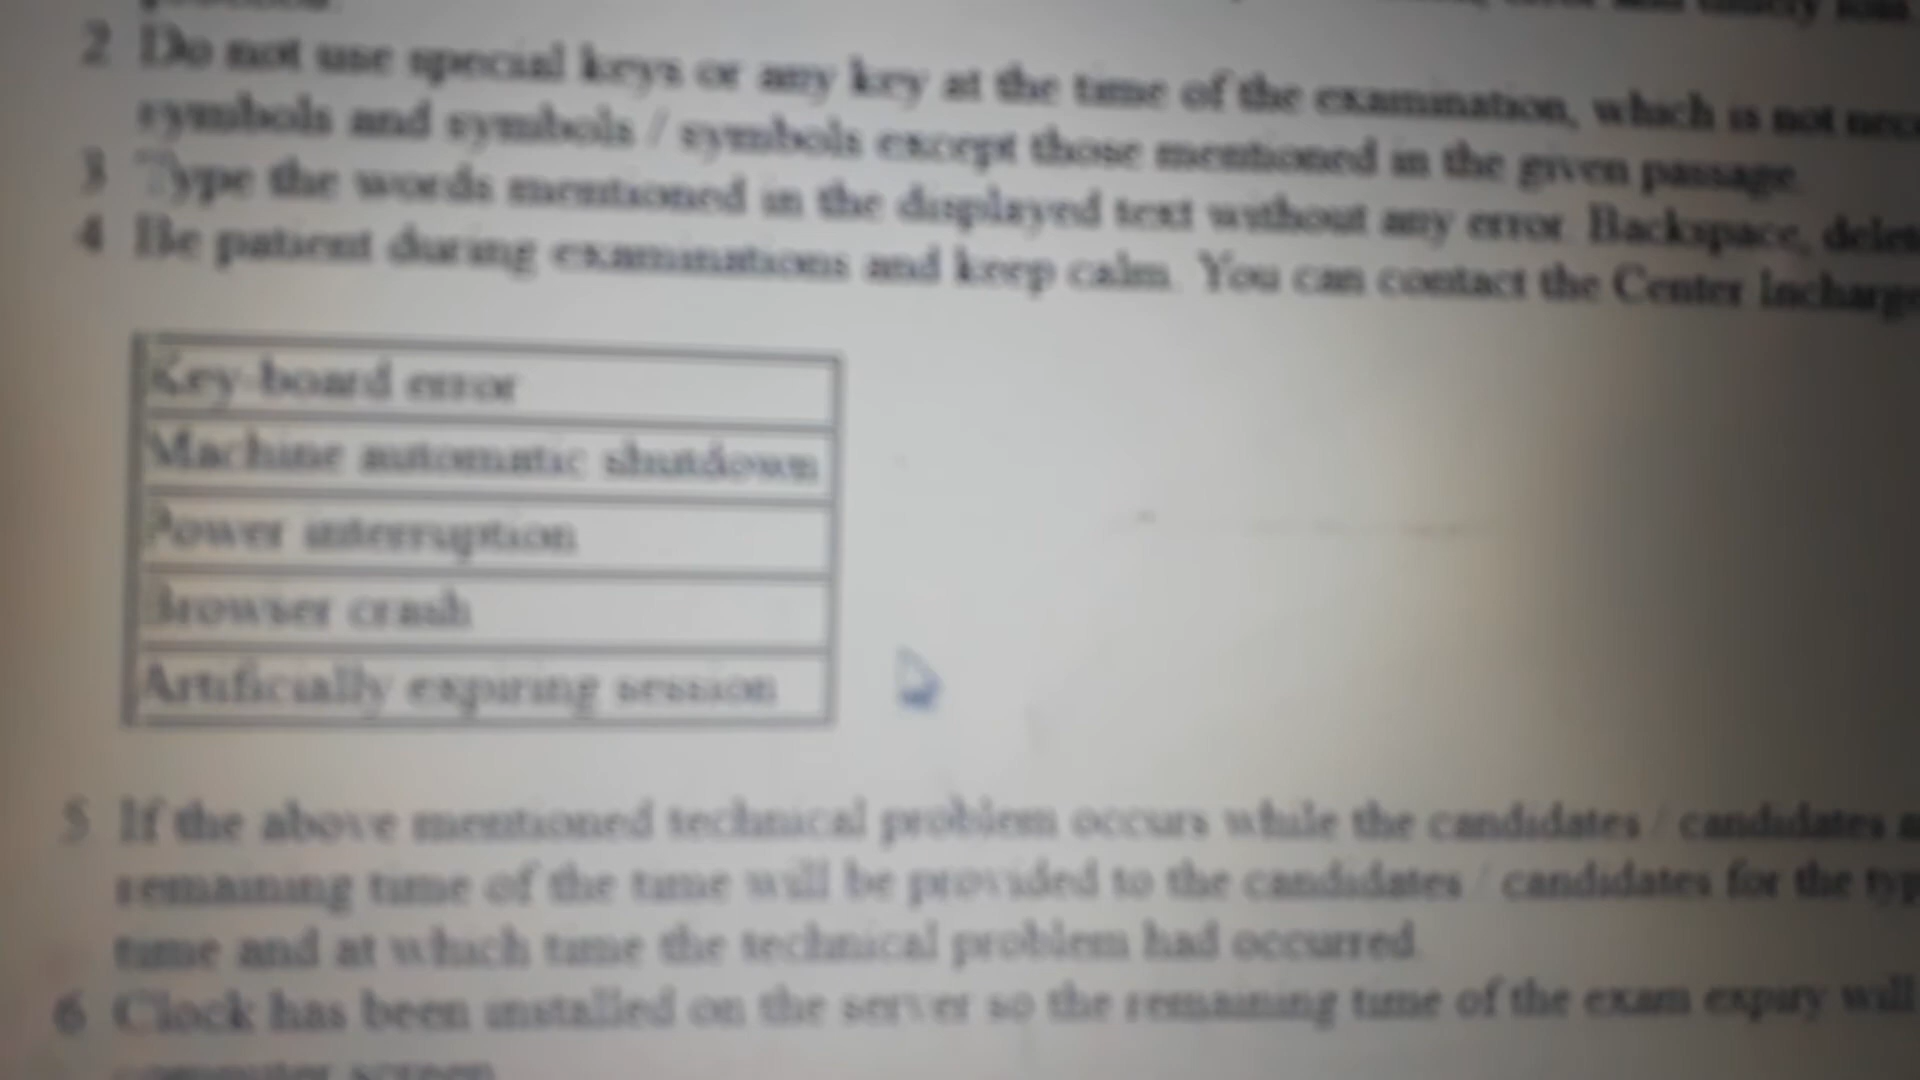 2 Do not use special keys or any key at the time of the examination, which is not
symbols and symbols / symbols except those mentioned in the given passage
3 Type the words mentioned in the displayed text without any error. Backspace,
4 Be patient during examinations and keep calm. You can contact the Center Incharge
Key-board error
Machine automatic shutdown
Power interruption
Browser crash
Artificially expiring session
5 If the above mentioned technical problem occurs while the candidates / candidates
remaining time of the time will be provided to the candidates / candidates for the
time and at which time the technical problem had occurred.
6 Clock has been installed on the server so the remaining time of the exam expiry will
computer screen